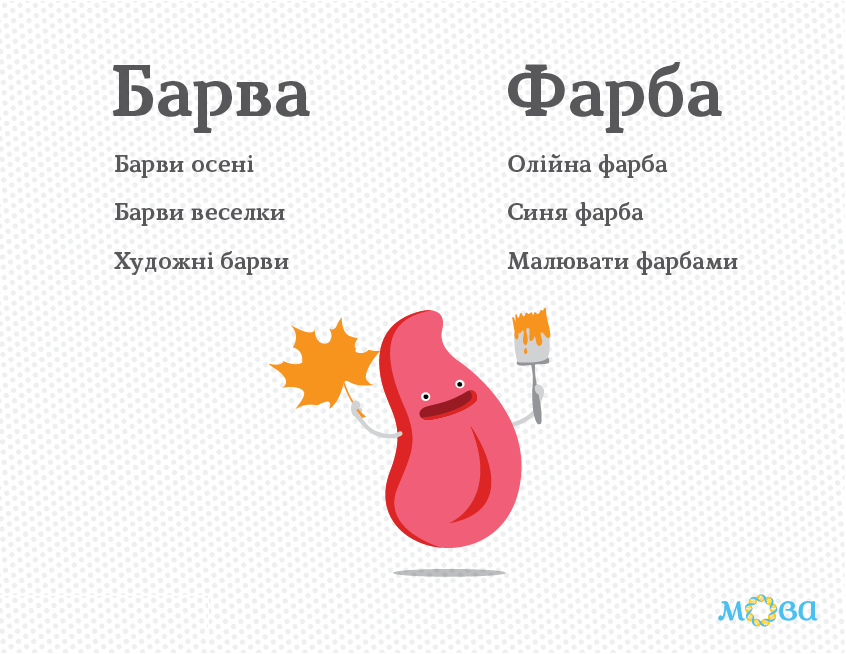 Барва
Барви осені
Барви веселки
Художні барви
Фарба
Олійна фарба
Синя фарба
Малювати фарбами
мова